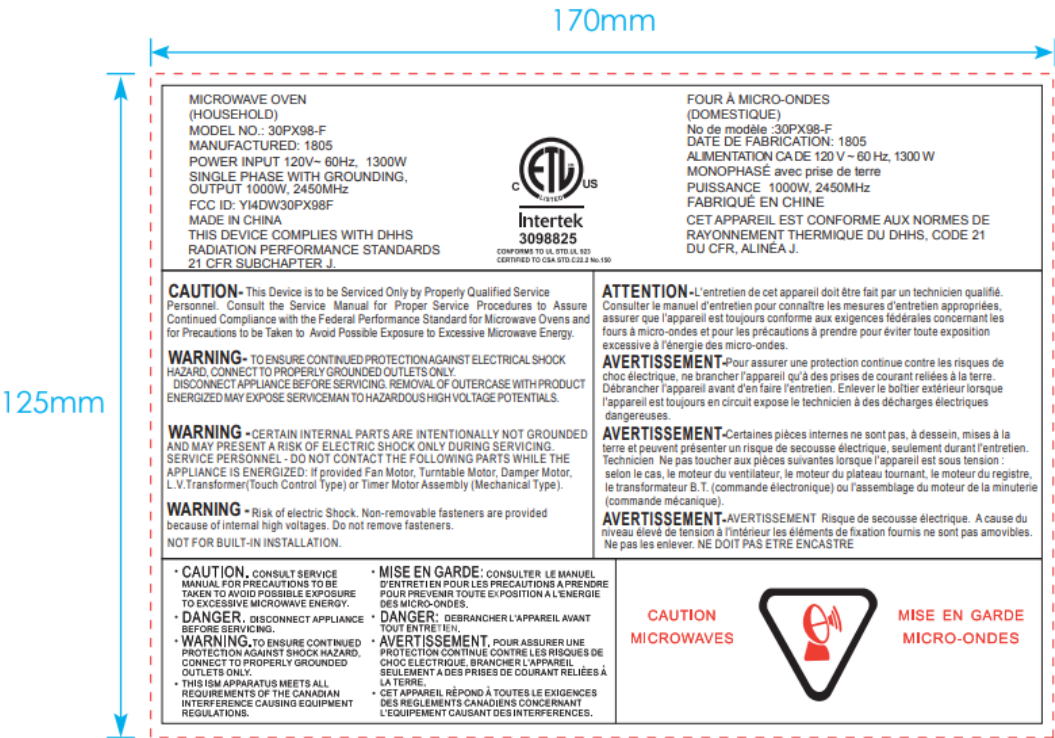 170mm
125mm
MICROWAVE OVEN
(HOUSEHOLD)
MODEL NO.: 30PX98-F
MANUFACTURED: 1805
POWER INPUT 120V~ 60Hz, 1300W
SINGLE PHASE WITH GROUNDING,
OUTPUT 1000W, 2450MHz
FCC ID: YI4DW30PX98F
MADE IN CHINA
THIS DEVICE COMPLIES WITH DHHS
RADIATION PERFORMANCE STANDARDS
21 CFR SUBCHAPTER J.
C ETL US
LISTED
Intertek
3098825
CONFORMS TO UL STD.UL 923
CERTIFIED TO CSA STD.C22.2 No.150
FOUR À MICRO-ONDES
(DOMESTIQUE)
No de modèle :30PX98-F
DATE DE FABRICATION: 1805
ALIMENTATION CA DE 120 V ~ 60 Hz, 1300 W
MONOPHASÉ avec prise de terre
PUISSANCE 1000W, 2450MHz
FABRIQUÉ EN CHINE
CET APPAREIL EST CONFORME AUX NORMES DE
RAYONNEMENT THERMIQUE DU DHHS, CODE 21
DU CFR, ALINÉA J.
CAUTION- This Device is to be Serviced Only by Properly Qualified Service
Personnel. Consult the Service Manual for Proper Service Procedures to Assure
Continued Compliance with the Federal Performance Standard for Microwave Ovens and
for Precautions to be Taken to Avoid Possible Exposure to Excessive Microwave Energy.
WARNING- TO ENSURE CONTINUED PROTECTION AGAINST ELECTRICAL SHOCK
HAZARD, CONNECT TO PROPERLY GROUNDED OUTLETS ONLY.
DISCONNECT APPLIANCE BEFORE SERVICING. REMOVAL OF OUTERCASE WITH PRODUCT
ENERGIZED MAY EXPOSE SERVICEMAN TO HAZARDOUS HIGH VOLTAGE POTENTIALS.
WARNING - CERTAIN INTERNAL PARTS ARE INTENTIONALLY NOT GROUNDED
AND MAY PRESENT A RISK OF ELECTRIC SHOCK ONLY DURING SERVICING.
SERVICE PERSONNEL - DO NOT CONTACT THE FOLLOWING PARTS WHILE THE
APPLIANCE IS ENERGIZED: If provided Fan Motor, Turntable Motor, Damper Motor,
L.V.Transformer(Touch Control Type) or Timer Motor Assembly (Mechanical Type).
WARNING - Risk of electric Shock. Non-removable fasteners are provided
because of internal high voltages. Do not remove fasteners.
NOT FOR BUILT-IN INSTALLATION.
ATTENTION-L'entretien de cet appareil doit être fait par un technicien qualifié.
Consulter le manuel d'entretien pour connaître les mesures d'entretien appropriées,
assurer que l'appareil est toujours conforme aux exigences fédérales concernant les
fours à micro-ondes et pour les précautions à prendre pour éviter toute exposition
excessive à l'énergie des micro-ondes.
AVERTISSEMENT-Pour assurer une protection continue contre les risques de
choc électrique, ne brancher l'appareil qu'à des prises de courant reliées à la terre.
Débrancher l'appareil avant d'en faire l'entretien. Enlever le boîtier extérieur lorsque
l'appareil est toujours en circuit expose le technicien à des décharges électriques
dangereuses.
AVERTISSEMENT-Certaines pièces internes ne sont pas, à dessein, mises à la
terre et peuvent présenter un risque de secousse électrique, seulement durant l'entretien.
Technicien Ne pas toucher aux pièces suivantes lorsque l'appareil est sous tension :
selon le cas, le moteur du ventilateur, le moteur du plateau tournant, le moteur du registre,
le transformateur B.T. (commande électronique) ou l'assemblage du moteur de la minuterie
(commande mécanique).
AVERTISSEMENT-AVERTISSEMENT Risque de secousse électrique. A cause du
niveau élevé de tension à l'intérieur les éléments de fixation fournis ne sont pas amovibles.
Ne pas les enlever. NE DOIT PAS ETRE ENCASTRE
• CAUTION. CONSULT SERVICE
MANUAL FOR PRECAUTIONS TO BE
TAKEN TO AVOID POSSIBLE EXPOSURE
TO EXCESSIVE MICROWAVE ENERGY.
• DANGER. DISCONNECT APPLIANCE
BEFORE SERVICING.
• WARNING.TO ENSURE CONTINUED
PROTECTION AGAINST SHOCK HAZARD,
CONNECT TO PROPERLY GROUNDED
OUTLETS ONLY.
• THIS ISM APPARATUS MEETS ALL
REQUIREMENTS OF THE CANADIAN
INTERFERENCE CAUSING EQUIPMENT
REGULATIONS.
• MISE EN GARDE: CONSULTER LE MANUEL
D'ENTRETIEN POUR LES PRECAUTIONS A PRENDRE
POUR PREVENIR TOUTE EXPOSITION A L'ENERGIE
DES MICRO-ONDES.
• DANGER: DEBRANCHER L'APPAREIL AVANT
TOUT ENTRETIEN.
• AVERTISSEMENT. POUR ASSURER UNE
PROTECTION CONTINUE CONTRE LES RISQUES DE
CHOC ELECTRIQUE, BRANCHER L'APPAREIL
SEULEMENT A DES PRISES DE COURANT RELIÈES À
LA TERRE.
• CET APPAREIL RÈPOND À TOUTES LE EXIGENCES
DES REGLEMENTS CANADIENS CONCERNANT
L'EQUIPEMENT CAUSANT DES INTERFERENCES.
CAUTION
MICROWAVES
MISE EN GARDE
MICRO-ONDES